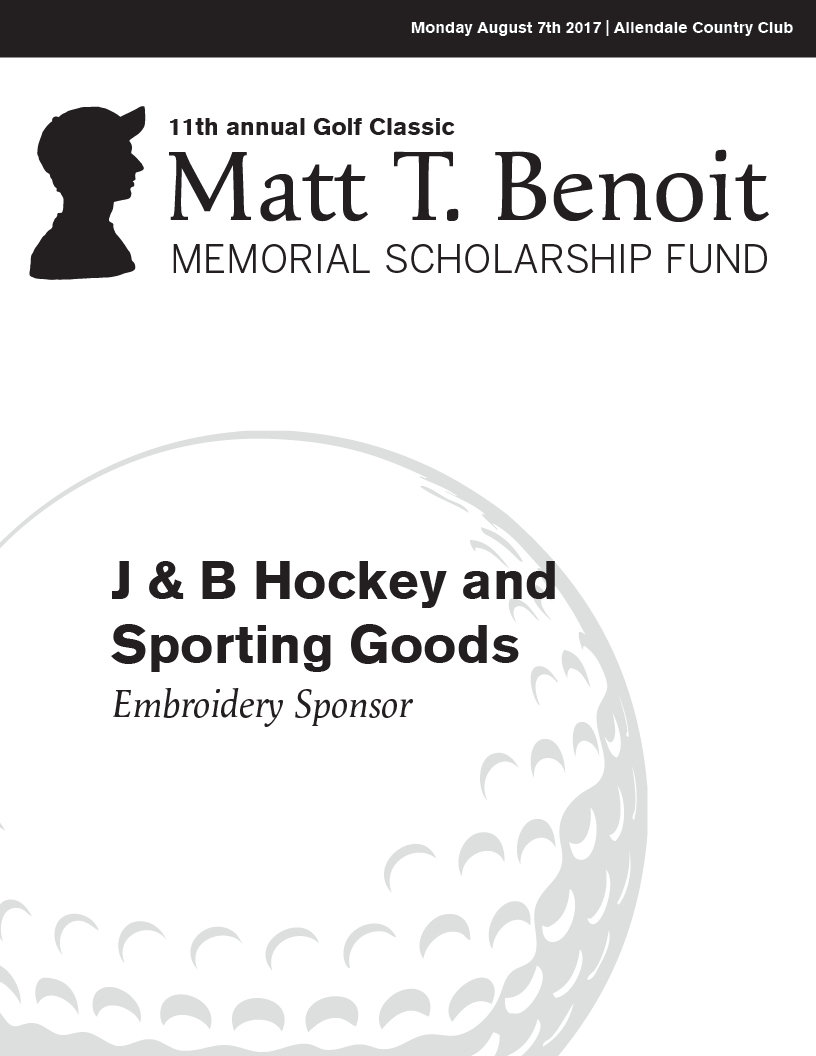 Monday August 7th 2017 | Allendale Country Club
11th annual Golf Classic
Matt T. Benoit
MEMORIAL SCHOLARSHIP FUND
J & B Hockey and
Sporting Goods
Embroidery Sponsor